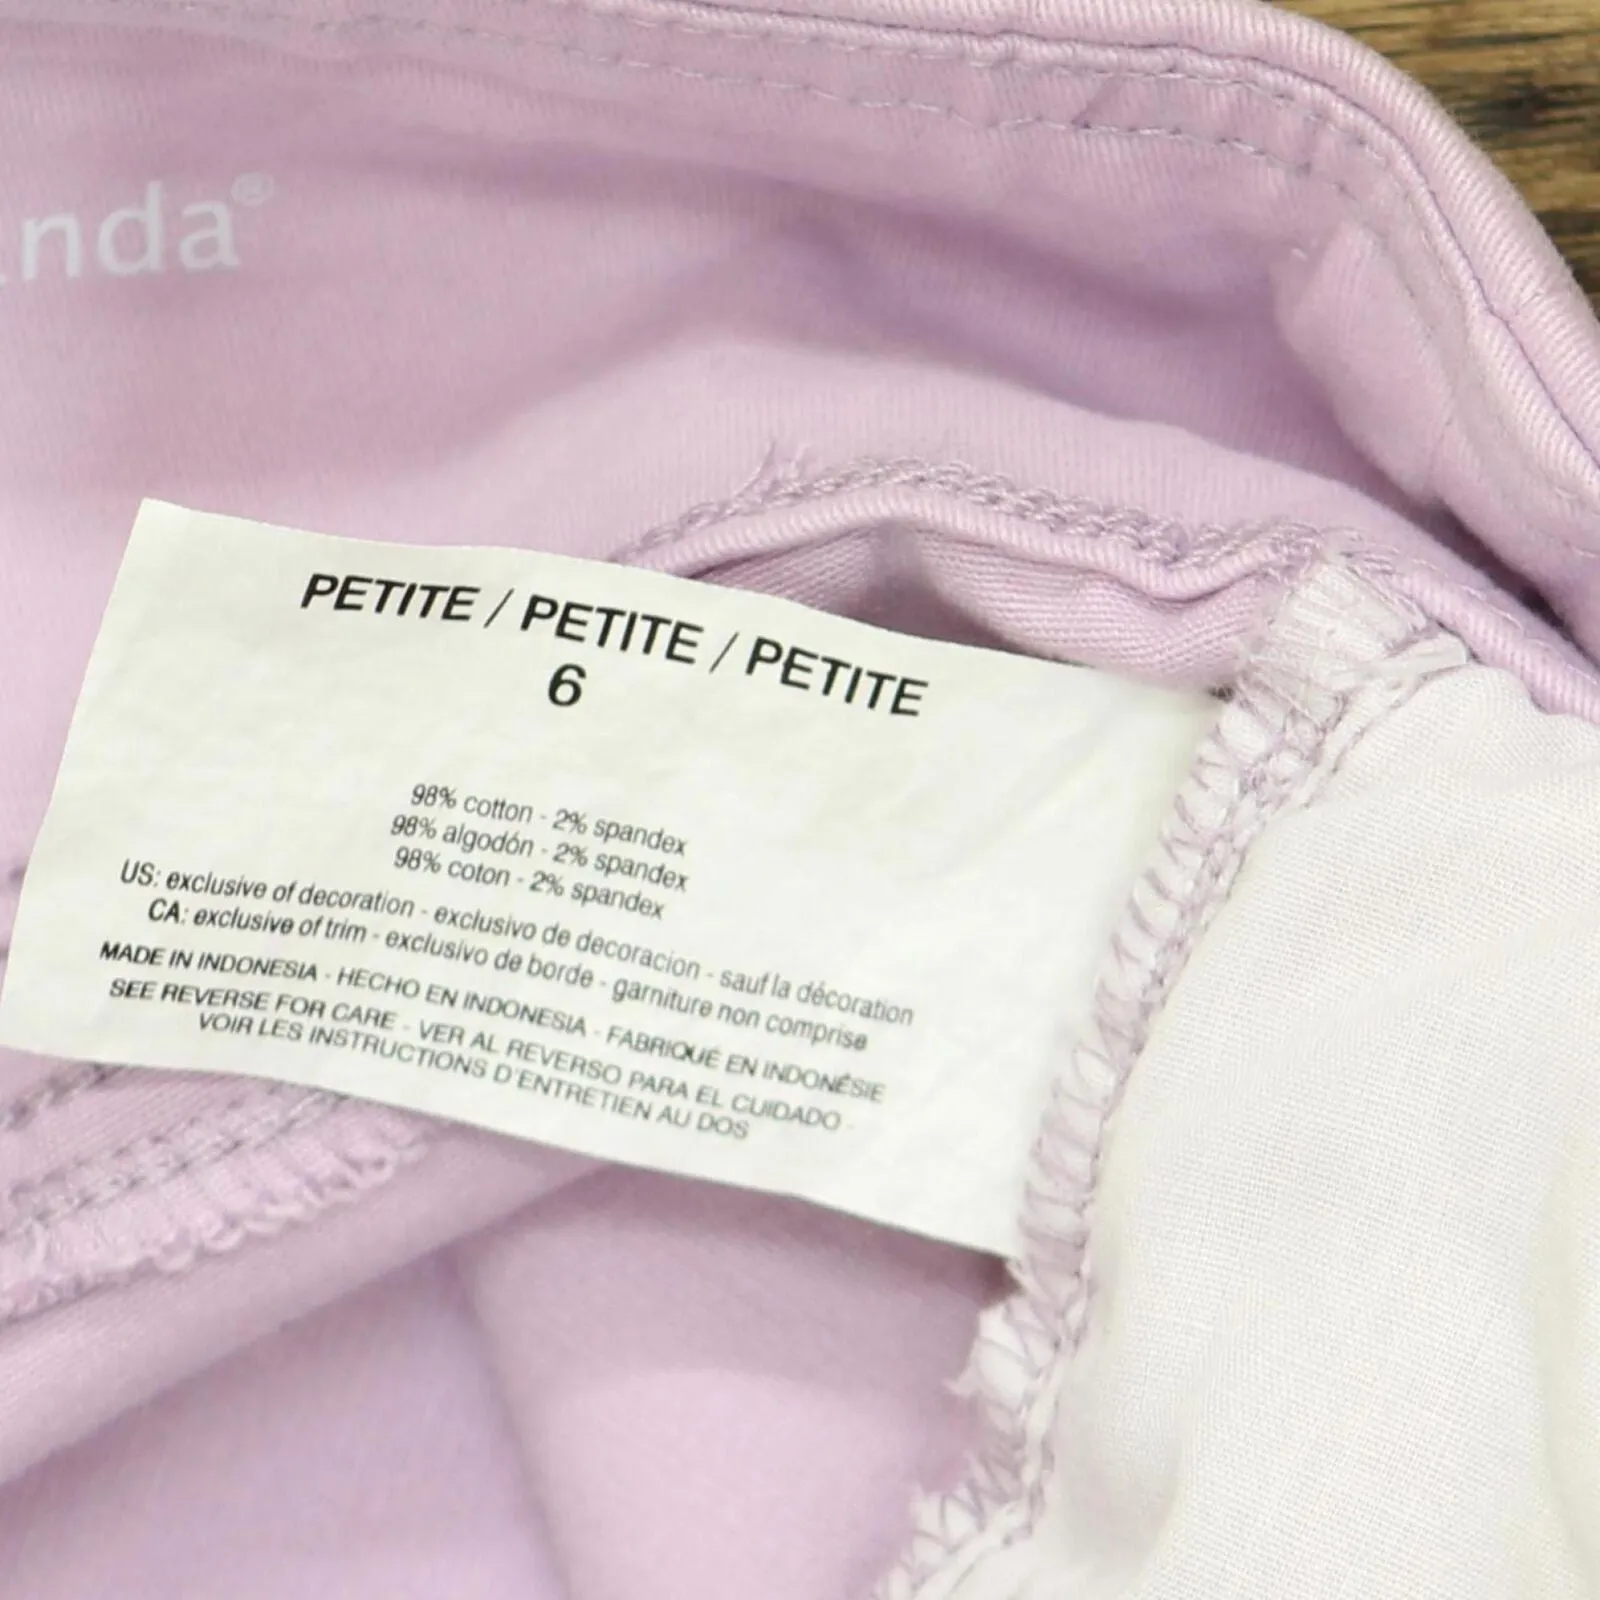 nda®
PETITE / PETITE / PETITE
6
98% cotton - 2% spandex
98% algodón - 2% spandex
98% coton - 2% spandex
US: exclusive of decoration - exclusivo de decoracion - sauf la décoration
CA: exclusive of trim - exclusivo de borde - garniture non comprise
MADE IN INDONESIA - HECHO EN INDONESIA - FABRIQUÉ EN INDONÉSIE
SEE REVERSE FOR CARE - VER AL REVERSO PARA EL CUIDADO -
VOIR LES INSTRUCTIONS D'ENTRETIEN AU DOS